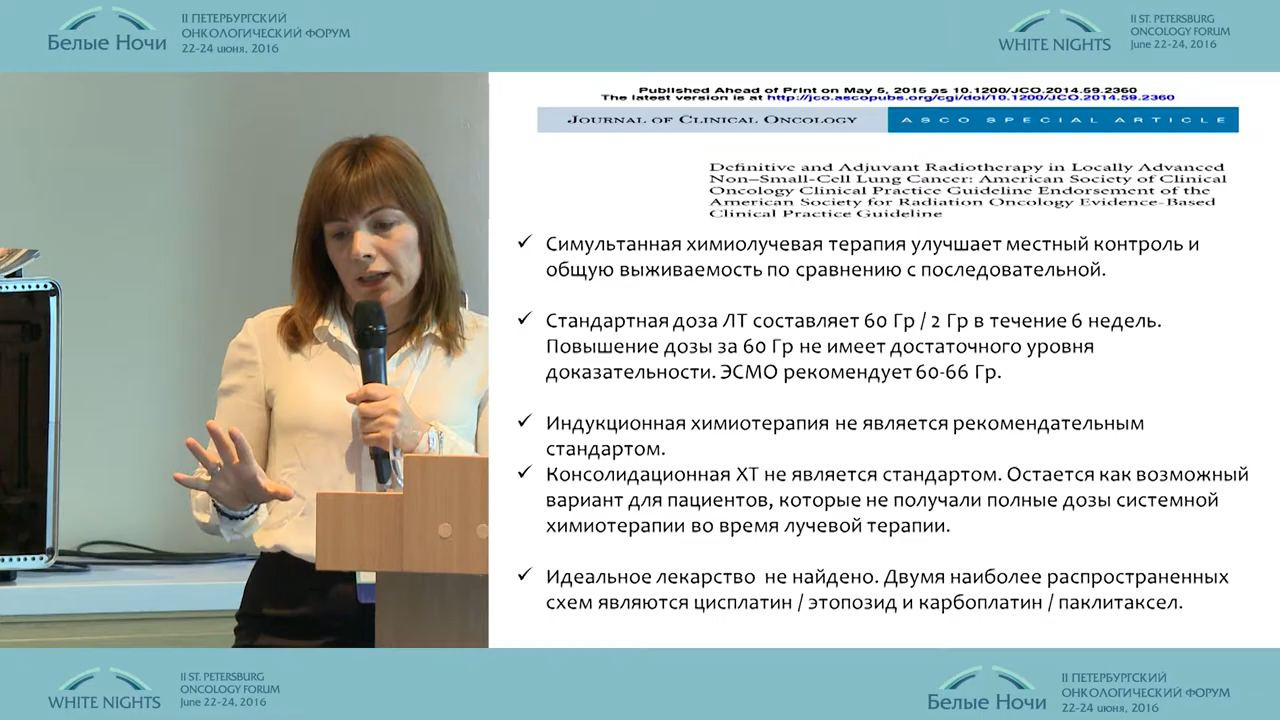 Белые Ночи
II ПЕТЕРБУРГСКИЙ
ОНКОЛОГИЧЕСКИЙ ФОРУМ
22-24 июня, 2016
WHITE NIGHTS
II ST. PETERSBURG
ONCOLOGY FORUM
June 22-24, 2016
Published Ahead of Print on May 5, 2015 as 10.1200/JCO.2014.59.2360
The latest version is at http://jco.ascopubs.org/cgi/doi/10.1200/JCO.2014.59.2360
JOURNAL OF CLINICAL ONCOLOGY
ASCO SPECIAL ARTICLE
Definitive and Adjuvant Radiotherapy in Locally Advanced
Non–Small-Cell Lung Cancer: American Society of Clinical
Oncology Clinical Practice Guideline Endorsement of the
American Society for Radiation Oncology Evidence-Based
Clinical Practice Guideline
✓ Симультанная химиолучевая терапия улучшает местный контроль и
общую выживаемость по сравнению с последовательной.
✓ Стандартная доза ЛТ составляет 60 Гр / 2 Гр в течение 6 недель.
Повышение дозы за 60 Гр не имеет достаточного уровня
доказательности. ЭСМО рекомендует 60-66 Гр.
✓ Индукционная химиотерапия не является рекомендательным
стандартом.
✓ Консолидационная ХТ не является стандартом. Остается как возможный
вариант для пациентов, которые не получали полные дозы системной
химиотерапии во время лучевой терапии.
✓ Идеальное лекарство не найдено. Двумя наиболее распространенных
схем являются цисплатин / этопозид и карбоплатин / паклитаксел.
WHITE NIGHTS
II ST. PETERSBURG
ONCOLOGY FORUM
June 22-24, 2016
Белые Ночи
II ПЕТЕРБУРГСКИЙ
ОНКОЛОГИЧЕСКИЙ ФОРУМ
22-24 июня, 2016